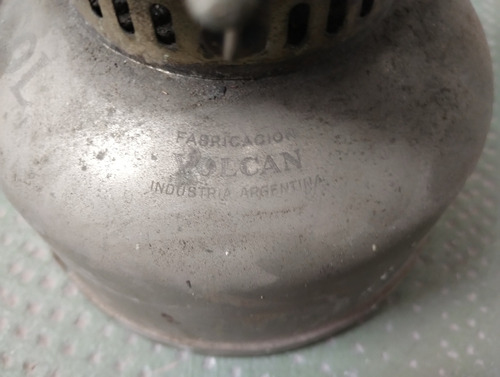 FABRICACION
VOLCAN
INDUSTRIA ARGENTINA